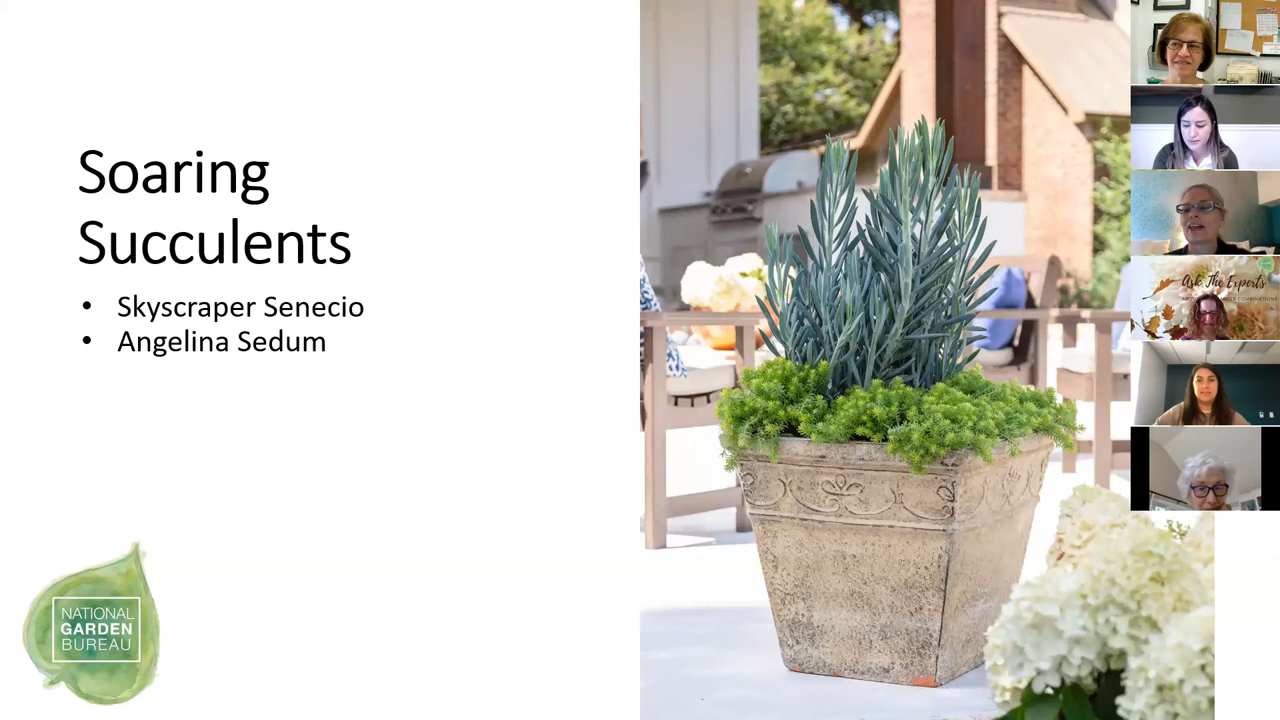 Soaring
Succulents
• Skyscraper Senecio
• Angelina Sedum
NATIONAL
GARDEN
BUREAU
Ask The Experts